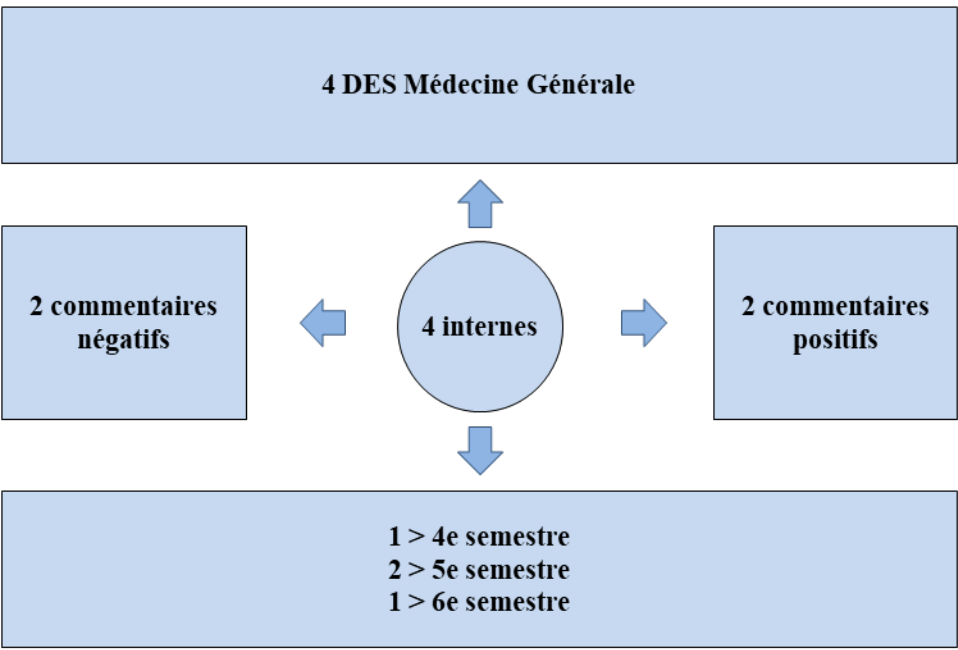 4 DES Médecine Générale
2 commentaires
négatifs
4 internes
2 commentaires
positifs
1 > 4e semestre
2 > 5e semestre
1 > 6e semestre